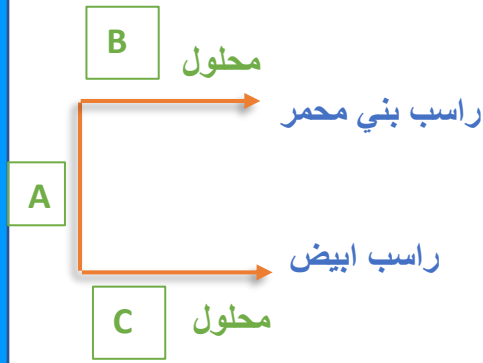 B
محلول
راسب بني محمر
A
راسب ابيض
C
محلول